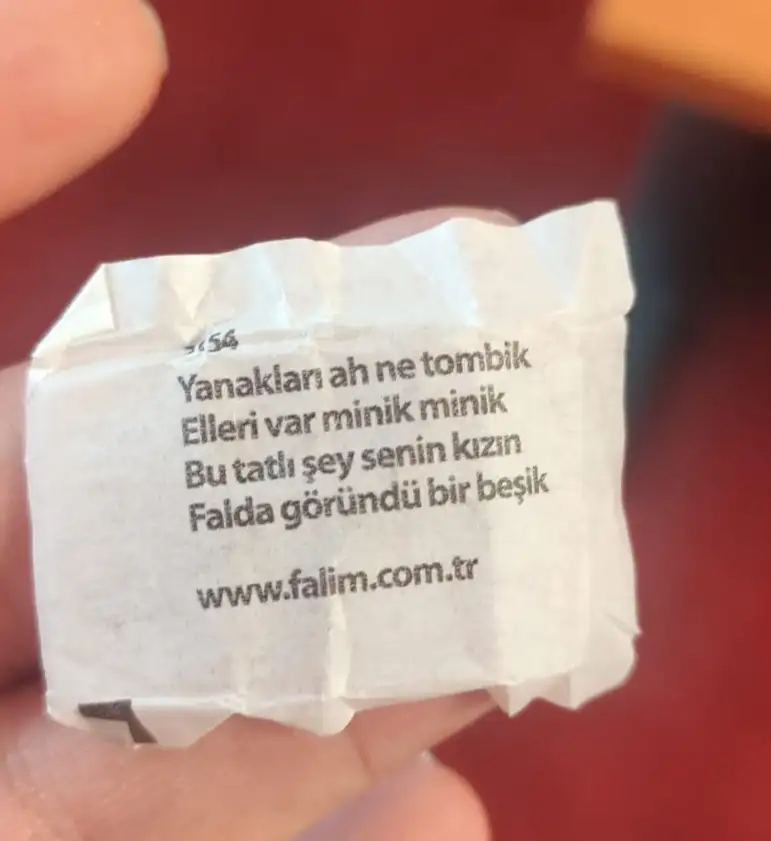 Yanakları ah ne tombik
Elleri var minik minik
Bu tatlı şey senin kızın
Falda göründü bir beşik
www.falim.com.tr